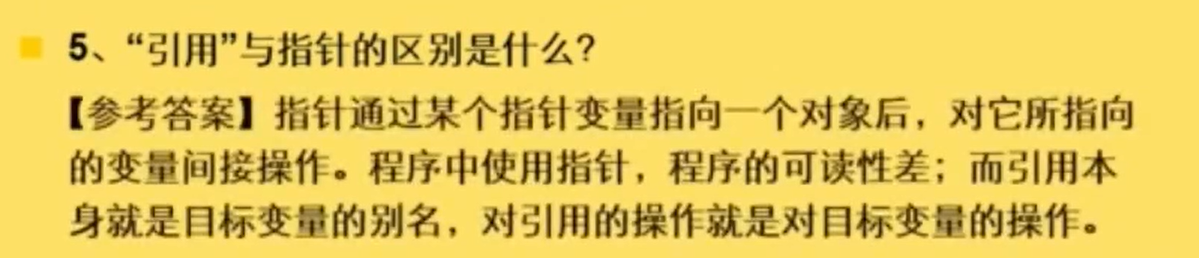 5、“引用”与指针的区别是什么?
【参考答案】指针通过某个指针变量指向一个对象后，对它所指向
的变量间接操作。程序中使用指针，程序的可读性差；而引用本
身就是目标变量的别名，对引用的操作就是对目标变量的操作。